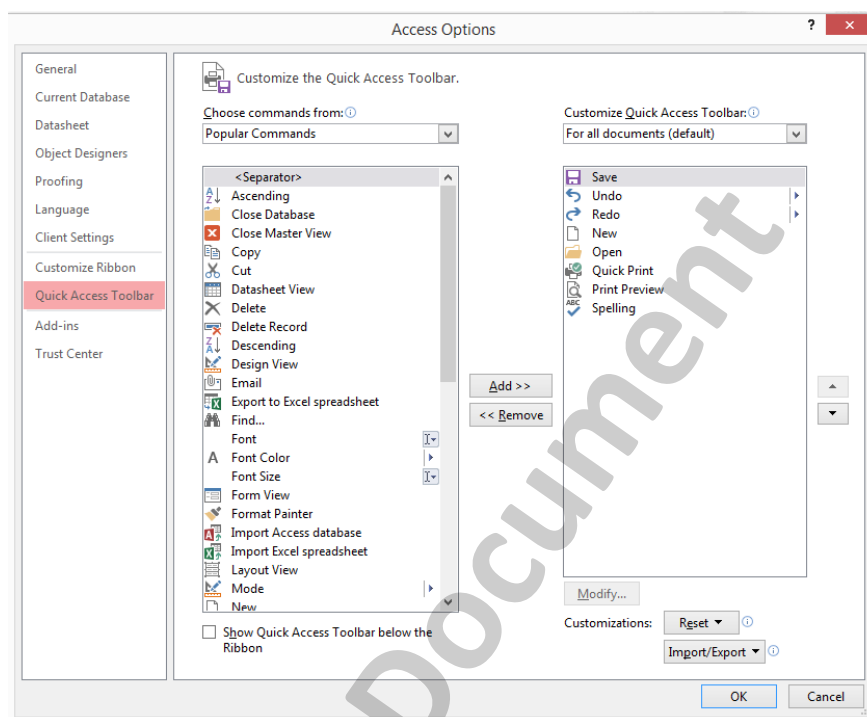 Access Options
?
General
Current Database
Datasheet
Object Designers
Proofing
Language
Client Settings
Customize Ribbon
Quick Access Toolbar
Add-ins
Trust Center
Customize the Quick Access Toolbar.
Choose commands from:
Popular Commands
<Separator>
Ascending
Close Database
Close Master View
Copy
Cut
Datasheet View
Delete
Delete Record
Descending
Design View
Email
Export to Excel spreadsheet
Find...
Font
Font Color
Font Size
Form View
Format Painter
Import Access database
Import Excel spreadsheet
Layout View
Mode
New
Show Quick Access Toolbar below the
Ribbon
Add >>
<< Remove
Customize Quick Access Toolbar:
For all documents (default)
Save
Undo
Redo
New
Open
Quick Print
Print Preview
Spelling
Modify...
Customizations:
Reset
Import/Export
OK
Cancel
Document